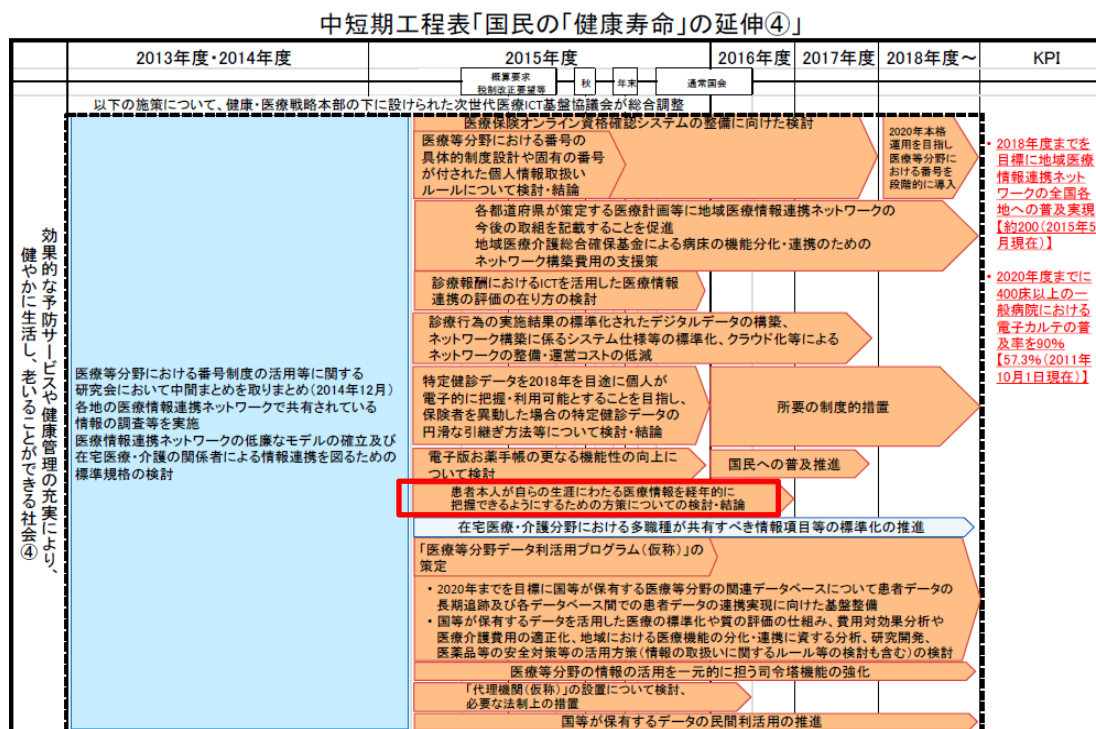 中短期工程表「国民の「健康寿命」の延伸④」
2013年度・2014年度
2015年度
2016年度
2017年度
2018年度～
KPI
概算要求
税制改正要望等
秋
年末
通常国会
以下の施策について、健康・医療戦略本部の下に設けられた次世代医療ICT基盤協議会が総合調整
効果的な予防サービスや健康管理の充実により、
健やかに生活し、老いることができる社会④
医療等分野における番号制度の活用等に関する
研究会において中間まとめを取りまとめ(2014年12月)
各地の医療情報連携ネットワークで共有されている
情報の調査等を実施
医療情報連携ネットワークの低廉なモデルの確立及び
在宅医療・介護の関係者による情報連携を図るための
標準規格の検討
医療保険オンライン資格確認システムの整備に向けた検討
医療等分野における番号の
具体的制度設計や固有の番号
が付された個人情報取扱い
ルールについて検討・結論
2020年本格
運用を目指し
医療等分野に
おける番号を
段階的に導入
各都道府県が策定する医療計画等に地域医療情報連携ネットワークの
今後の取組を記載することを促進
地域医療介護総合確保基金による病床の機能分化・連携のための
ネットワーク構築費用の支援策
診療報酬におけるICTを活用した医療情報
連携の評価の在り方の検討
診療行為の実施結果の標準化されたデジタルデータの構築、
ネットワーク構築に係るシステム仕様等の標準化、クラウド化等による
ネットワークの整備・運営コストの低減
特定健診データを2018年を目途に個人が
電子的に把握・利用可能とすることを目指し、
保険者を異動した場合の特定健診データの
円滑な引継ぎ方法等について検討・結論
所要の制度的措置
電子版お薬手帳の更なる機能性の向上に
ついて検討
国民への普及推進
患者本人が自らの生涯にわたる医療情報を経年的に
把握できるようにするための方策についての検討・結論
在宅医療・介護分野における多職種が共有すべき情報項目等の標準化の推進
「医療等分野データ利活用プログラム(仮称)」の
策定
・2020年までを目標に国等が保有する医療等分野の関連データベースについて患者データの
長期追跡及び各データベース間での患者データの連携実現に向けた基盤整備
・国等が保有するデータを活用した医療の標準化や質の評価の仕組み、費用対効果分析や
医療介護費用の適正化、地域における医療機能の分化・連携に資する分析、研究開発、
医薬品等の安全対策等の活用方策(情報の取扱いに関するルール等の検討も含む)の検討
医療等分野の情報の活用を一元的に担う司令塔機能の強化
「代理機関(仮称)」の設置について検討、
必要な法制上の措置
国等が保有するデータの民間利活用の推進
・2018年度までを
目標に地域医療
情報連携ネット
ワークの全国各
地への普及実現
【約200(2015年5
月現在)】
・2020年度までに
400床以上の一
般病院における
電子カルテの普
及率を90%
【57.3%(2011年
10月1日現在)】